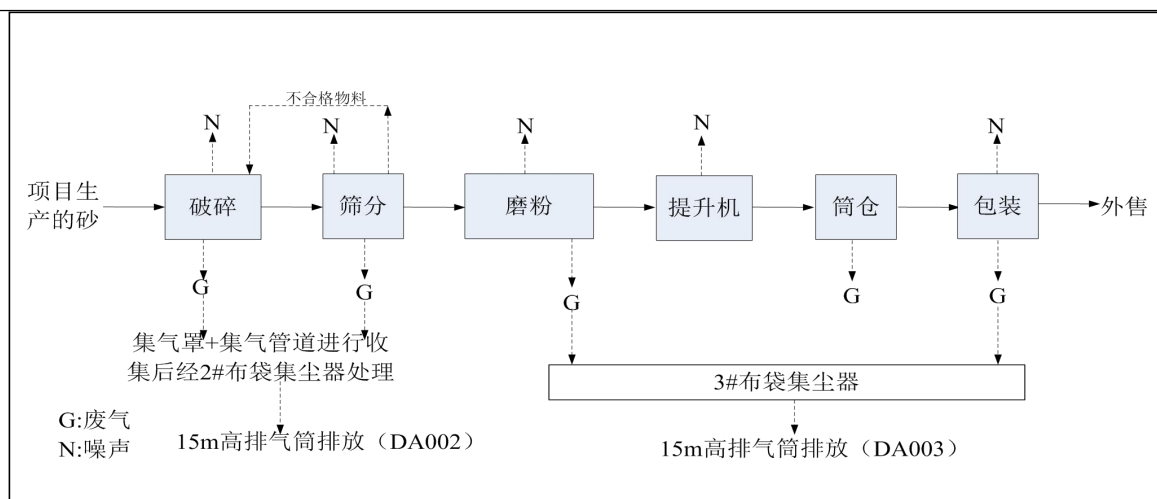 不合格物料
N
N
N
N
N
项目生
产的砂
破碎
筛分
磨粉
提升机
筒仓
包装
外售
G
G
G
G
G
集气罩+集气管道进行收
集后经2#布袋集尘器处理
3#布袋集尘器
G:废气
N:噪声
15m高排气筒排放（DA002）
15m高排气筒排放（DA003）